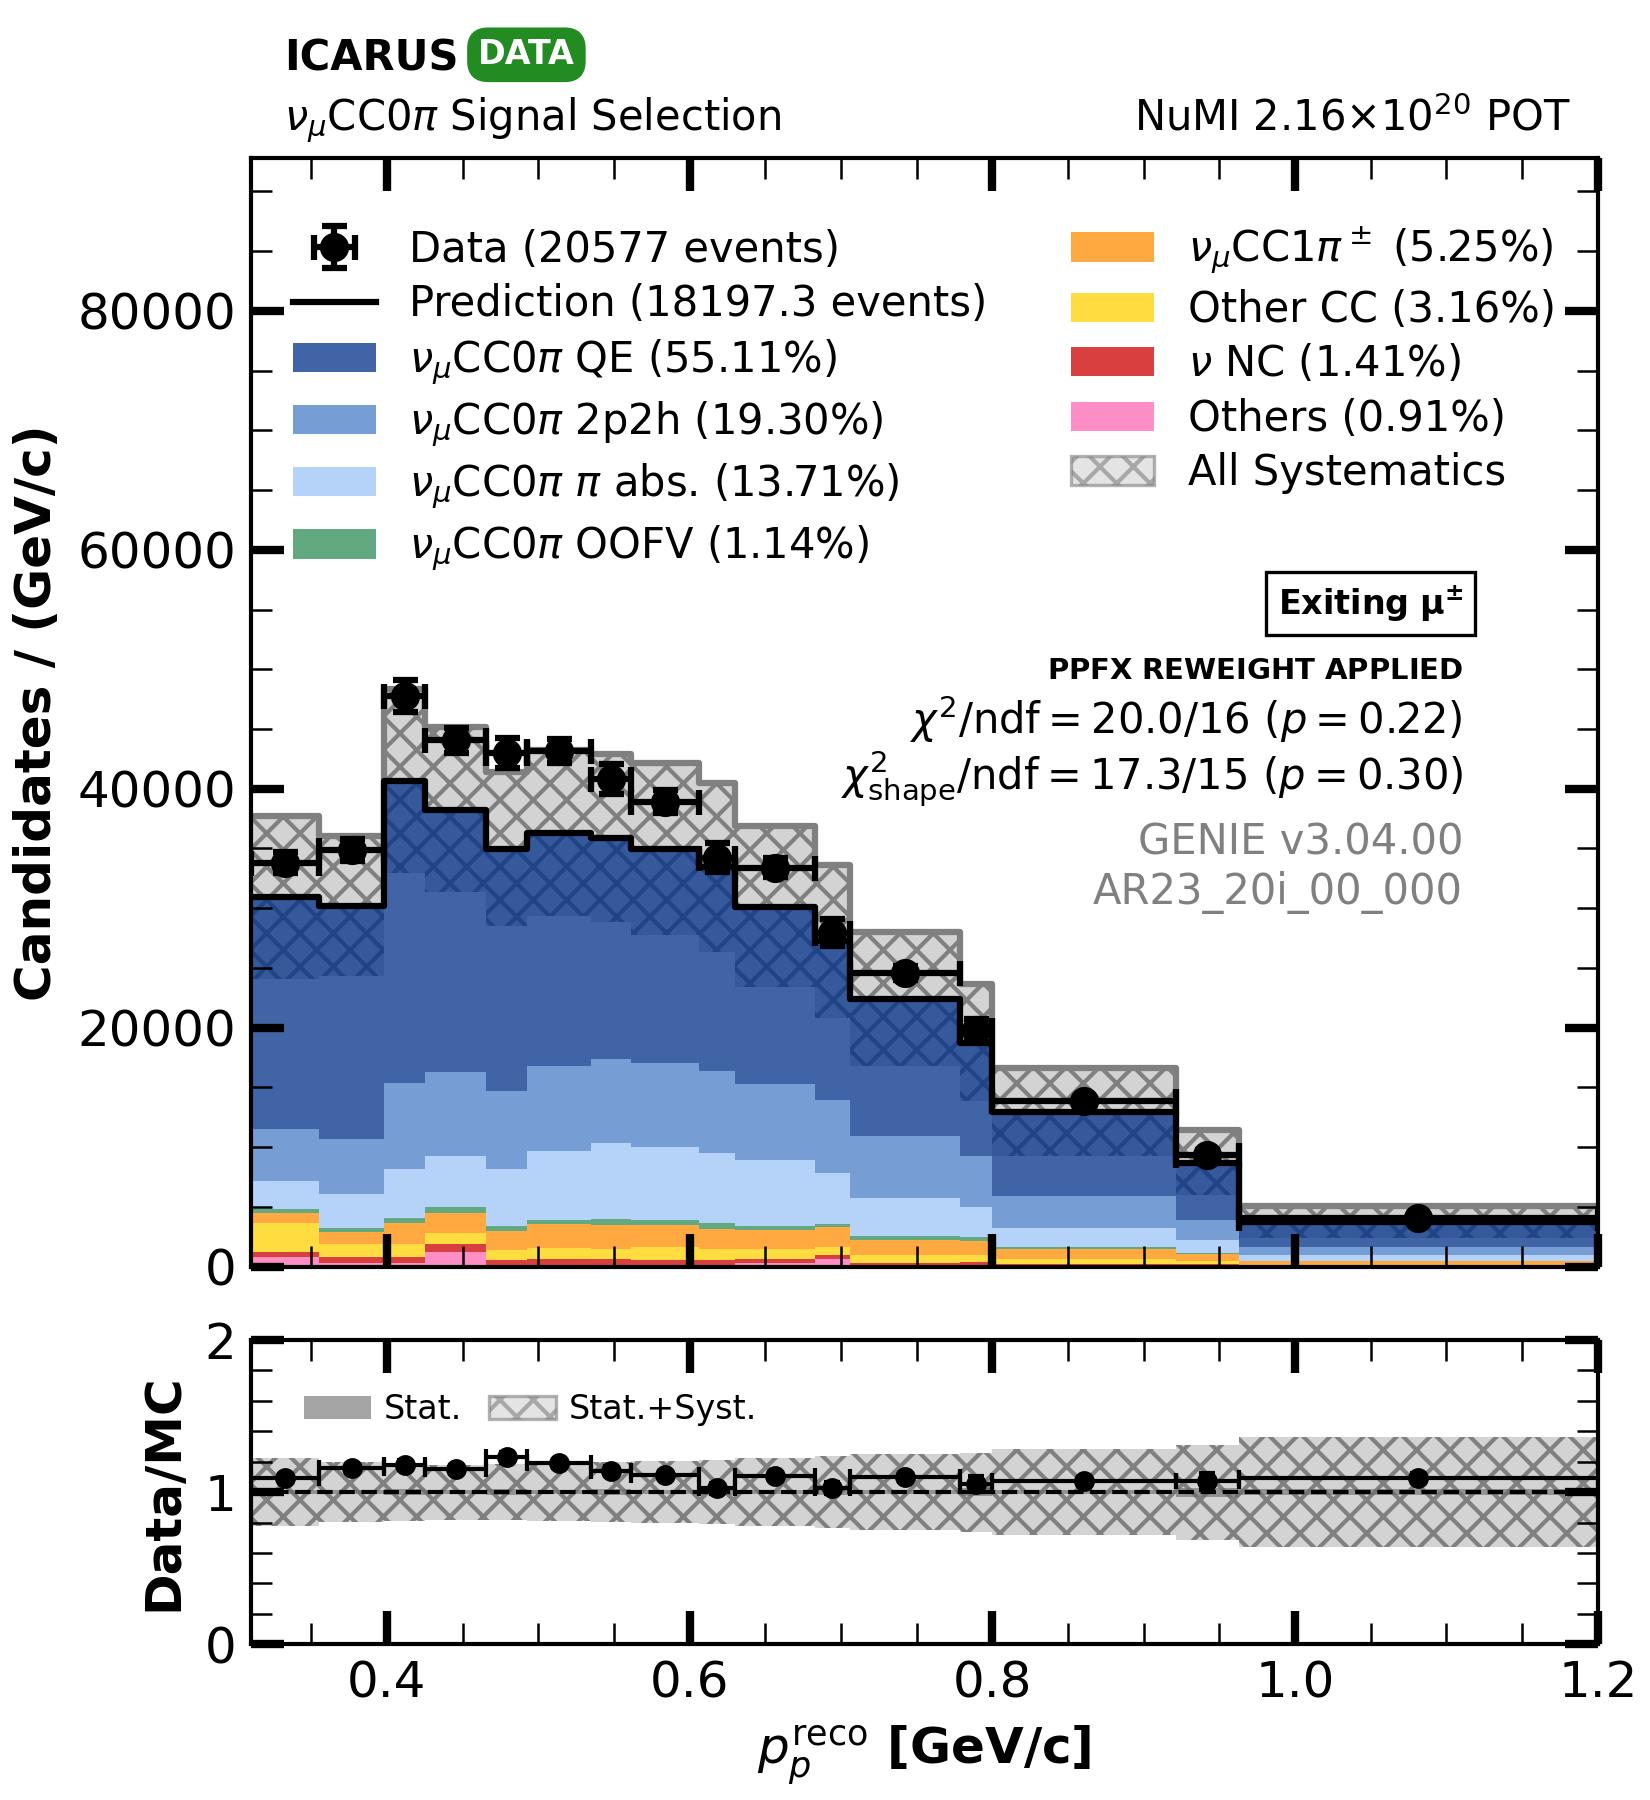 ICARUS DATA
νμCC0π Signal Selection
NuMI 2.16×10²⁰ POT
Data (20577 events)
Prediction (18197.3 events)
νμCC0π QE (55.11%)
νμCC0π 2p2h (19.30%)
νμCC0π π abs. (13.71%)
νμCC0π OOFV (1.14%)
νμCC1π± (5.25%)
Other CC (3.16%)
ν NC (1.41%)
Others (0.91%)
All Systematics
Exiting μ±
PPFX REWEIGHT APPLIED
χ²/ndf = 20.0/16 (p = 0.22)
χ²shape/ndf = 17.3/15 (p = 0.30)
GENIE v3.04.00
AR23_20i_00_000
Candidates / (GeV/c)
80000
60000
40000
20000
0
Data/MC
2
1
0
Stat.
Stat.+Syst.
0.4 0.6 0.8 1.0 1.2
pₚreco [GeV/c]